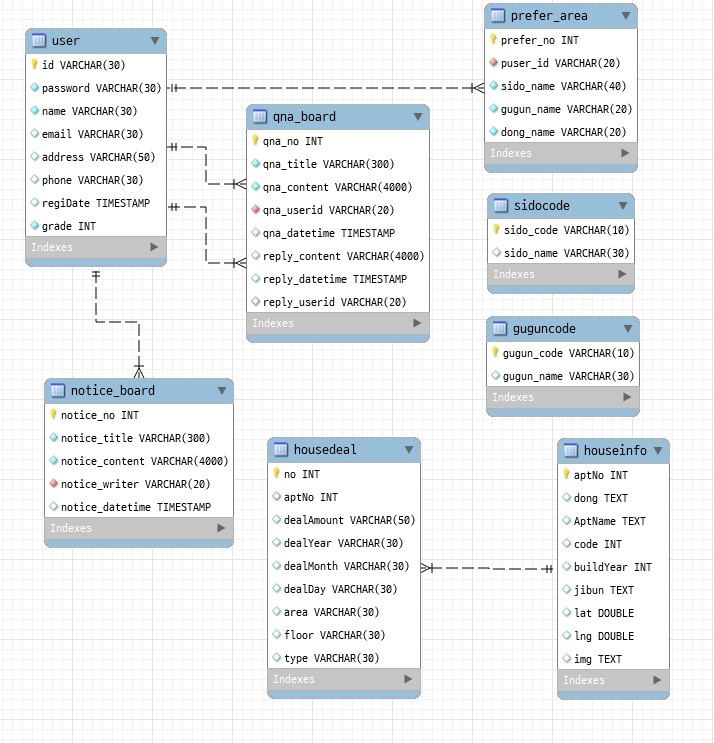 user
id VARCHAR(30)
password VARCHAR(30)
name VARCHAR(30)
email VARCHAR(30)
address VARCHAR(50)
phone VARCHAR(30)
regiDate TIMESTAMP
grade INT
Indexes
qna_board
qna_no INT
qna_title VARCHAR(300)
qna_content VARCHAR(4000)
qna_userid VARCHAR(20)
qna_datetime TIMESTAMP
reply_content VARCHAR(4000)
reply_datetime TIMESTAMP
reply_userid VARCHAR(20)
Indexes
prefer_area
prefer_no INT
puser_id VARCHAR(20)
sido_name VARCHAR(40)
gugun_name VARCHAR(20)
dong_name VARCHAR(20)
Indexes
sidocode
sido_code VARCHAR(10)
sido_name VARCHAR(30)
Indexes
guguncode
gugun_code VARCHAR(10)
gugun_name VARCHAR(30)
Indexes
notice_board
notice_no INT
notice_title VARCHAR(300)
notice_content VARCHAR(4000)
notice_writer VARCHAR(20)
notice_datetime TIMESTAMP
Indexes
housedeal
no INT
aptNo INT
dealAmount VARCHAR(50)
dealYear VARCHAR(30)
dealMonth VARCHAR(30)
dealDay VARCHAR(30)
area VARCHAR(30)
floor VARCHAR(30)
type VARCHAR(30)
Indexes
houseinfo
aptNo INT
dong TEXT
AptName TEXT
code INT
buildYear INT
jibun TEXT
lat DOUBLE
lng DOUBLE
img TEXT
Indexes